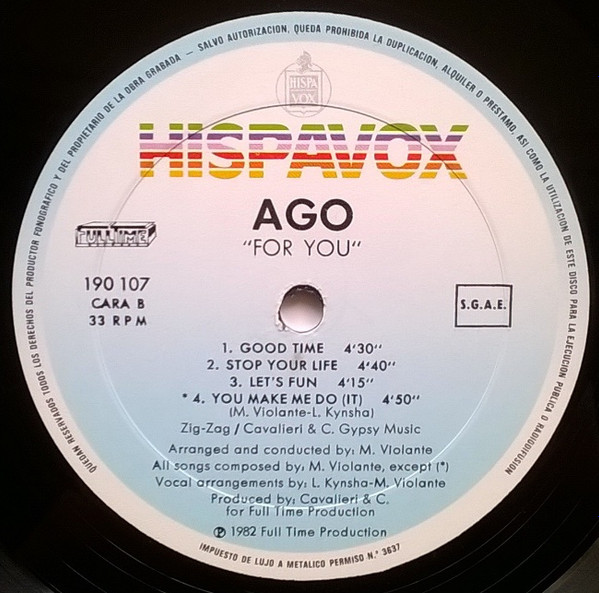 QUEDAN RESERVADOS TODOS LOS DERECHOS DEL PRODUCTOR FONOGRAFICO Y DEL PROPIETARIO DE LA OBRA GRABADA – SALVO AUTORIZACION, QUEDA PROHIBIDA LA DUPLICACION, ALQUILER O PRESTAMO, ASI COMO LA UTILIZACION DE ESTE DISCO PARA LA EJECUCION PUBLICA O RADIODIFUSION
HISPA
VOX
HISPAVOX
AGO
"FOR YOU"
FULLTIME
190 107
CARA B
33 RPM
S.G.A.E.
1. GOOD TIME 4'30''
2. STOP YOUR LIFE 4'40''
3. LET'S FUN 4'15''
* 4. YOU MAKE ME DO (IT) 4'50''
(M. Violante-L. Kynsha)
Zig-Zag / Cavalieri & C. Gypsy Music
Arranged and conducted by: M. Violante
All songs composed by: M. Violante, except (*)
Vocal arrangements by: L. Kynsha-M. Violante
Produced by: Cavalieri & C.
for Full Time Production
℗ 1982 Full Time Production
IMPUESTO DE LUJO A METALICO PERMISO N.º 3637